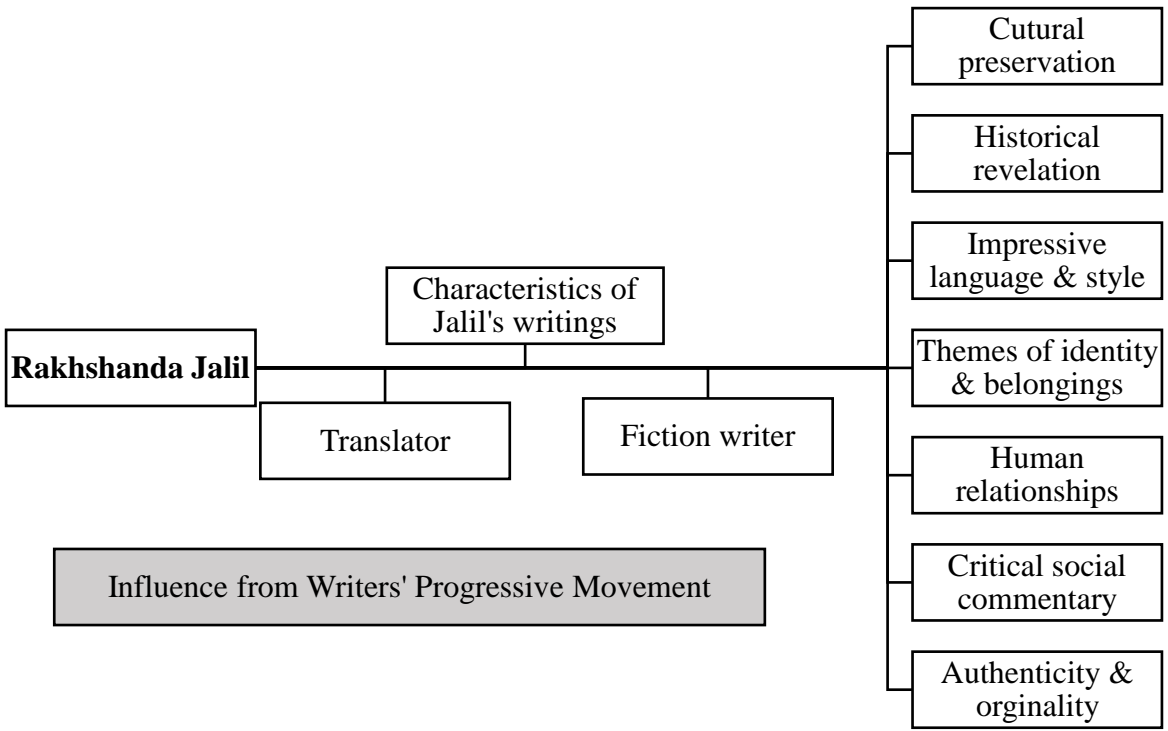 Rakhshanda Jalil
Characteristics of
Jalil's writings
Translator
Fiction writer
Cutural
preservation
Historical
revelation
Impressive
language & style
Themes of identity
& belongings
Human
relationships
Critical social
commentary
Authenticity &
orginality
Influence from Writers' Progressive Movement